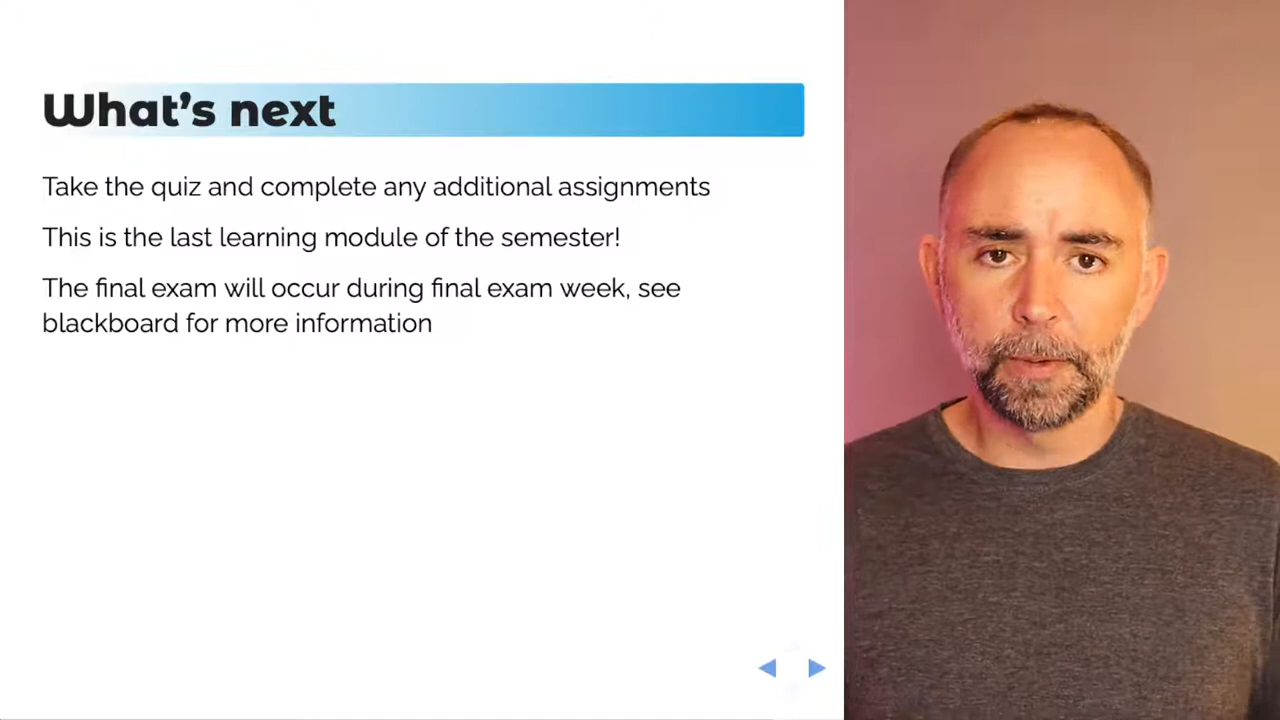 What's next
Take the quiz and complete any additional assignments
This is the last learning module of the semester!
The final exam will occur during final exam week, see
blackboard for more information